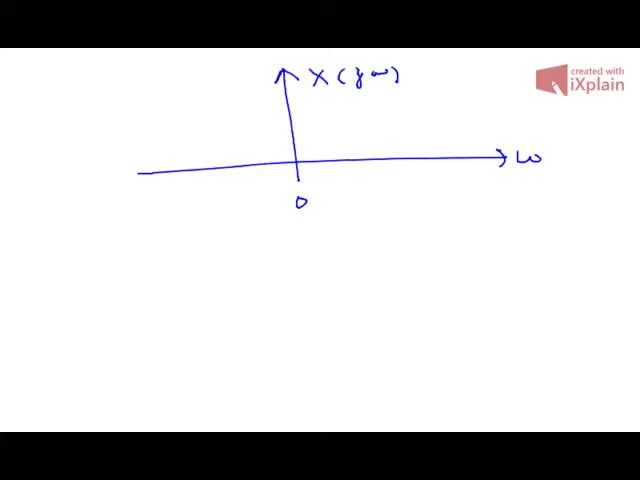 X(jω)
created with
iXplain
ω
0